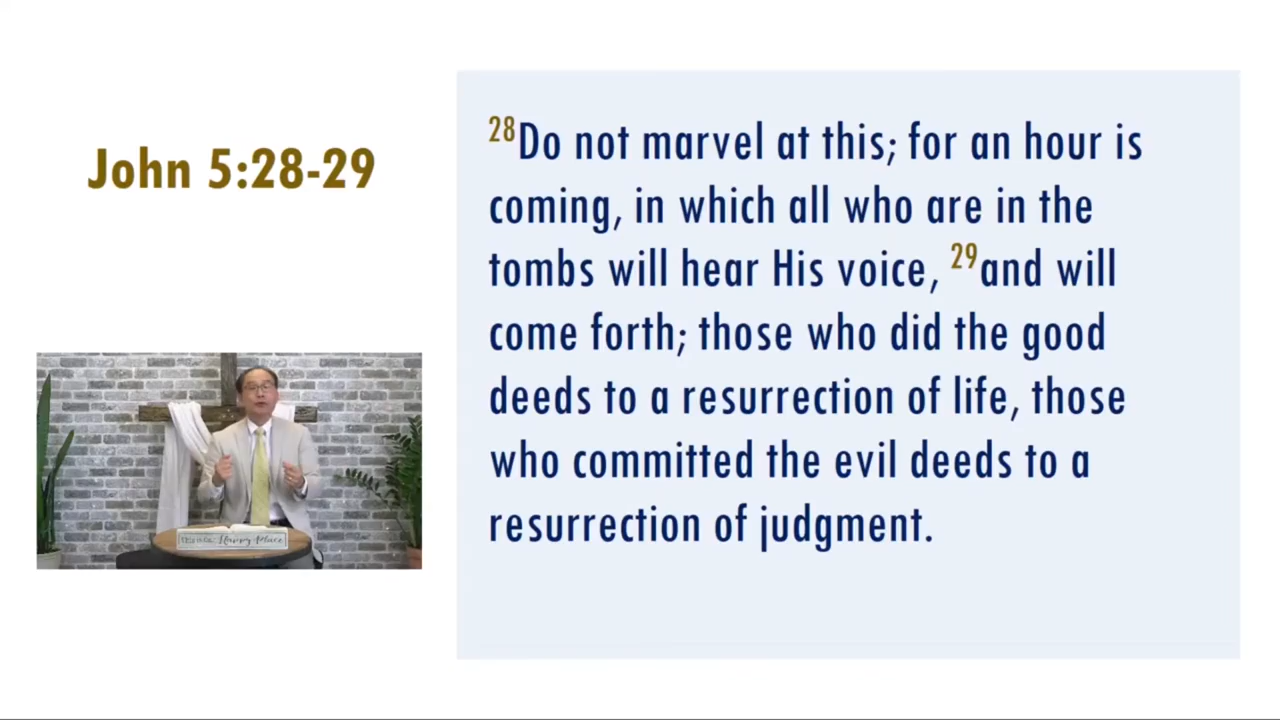 John 5:28-29
28Do not marvel at this; for an hour is
coming, in which all who are in the
tombs will hear His voice, 29and will
come forth; those who did the good
deeds to a resurrection of life, those
who committed the evil deeds to a
resurrection of judgment.
Happy Place